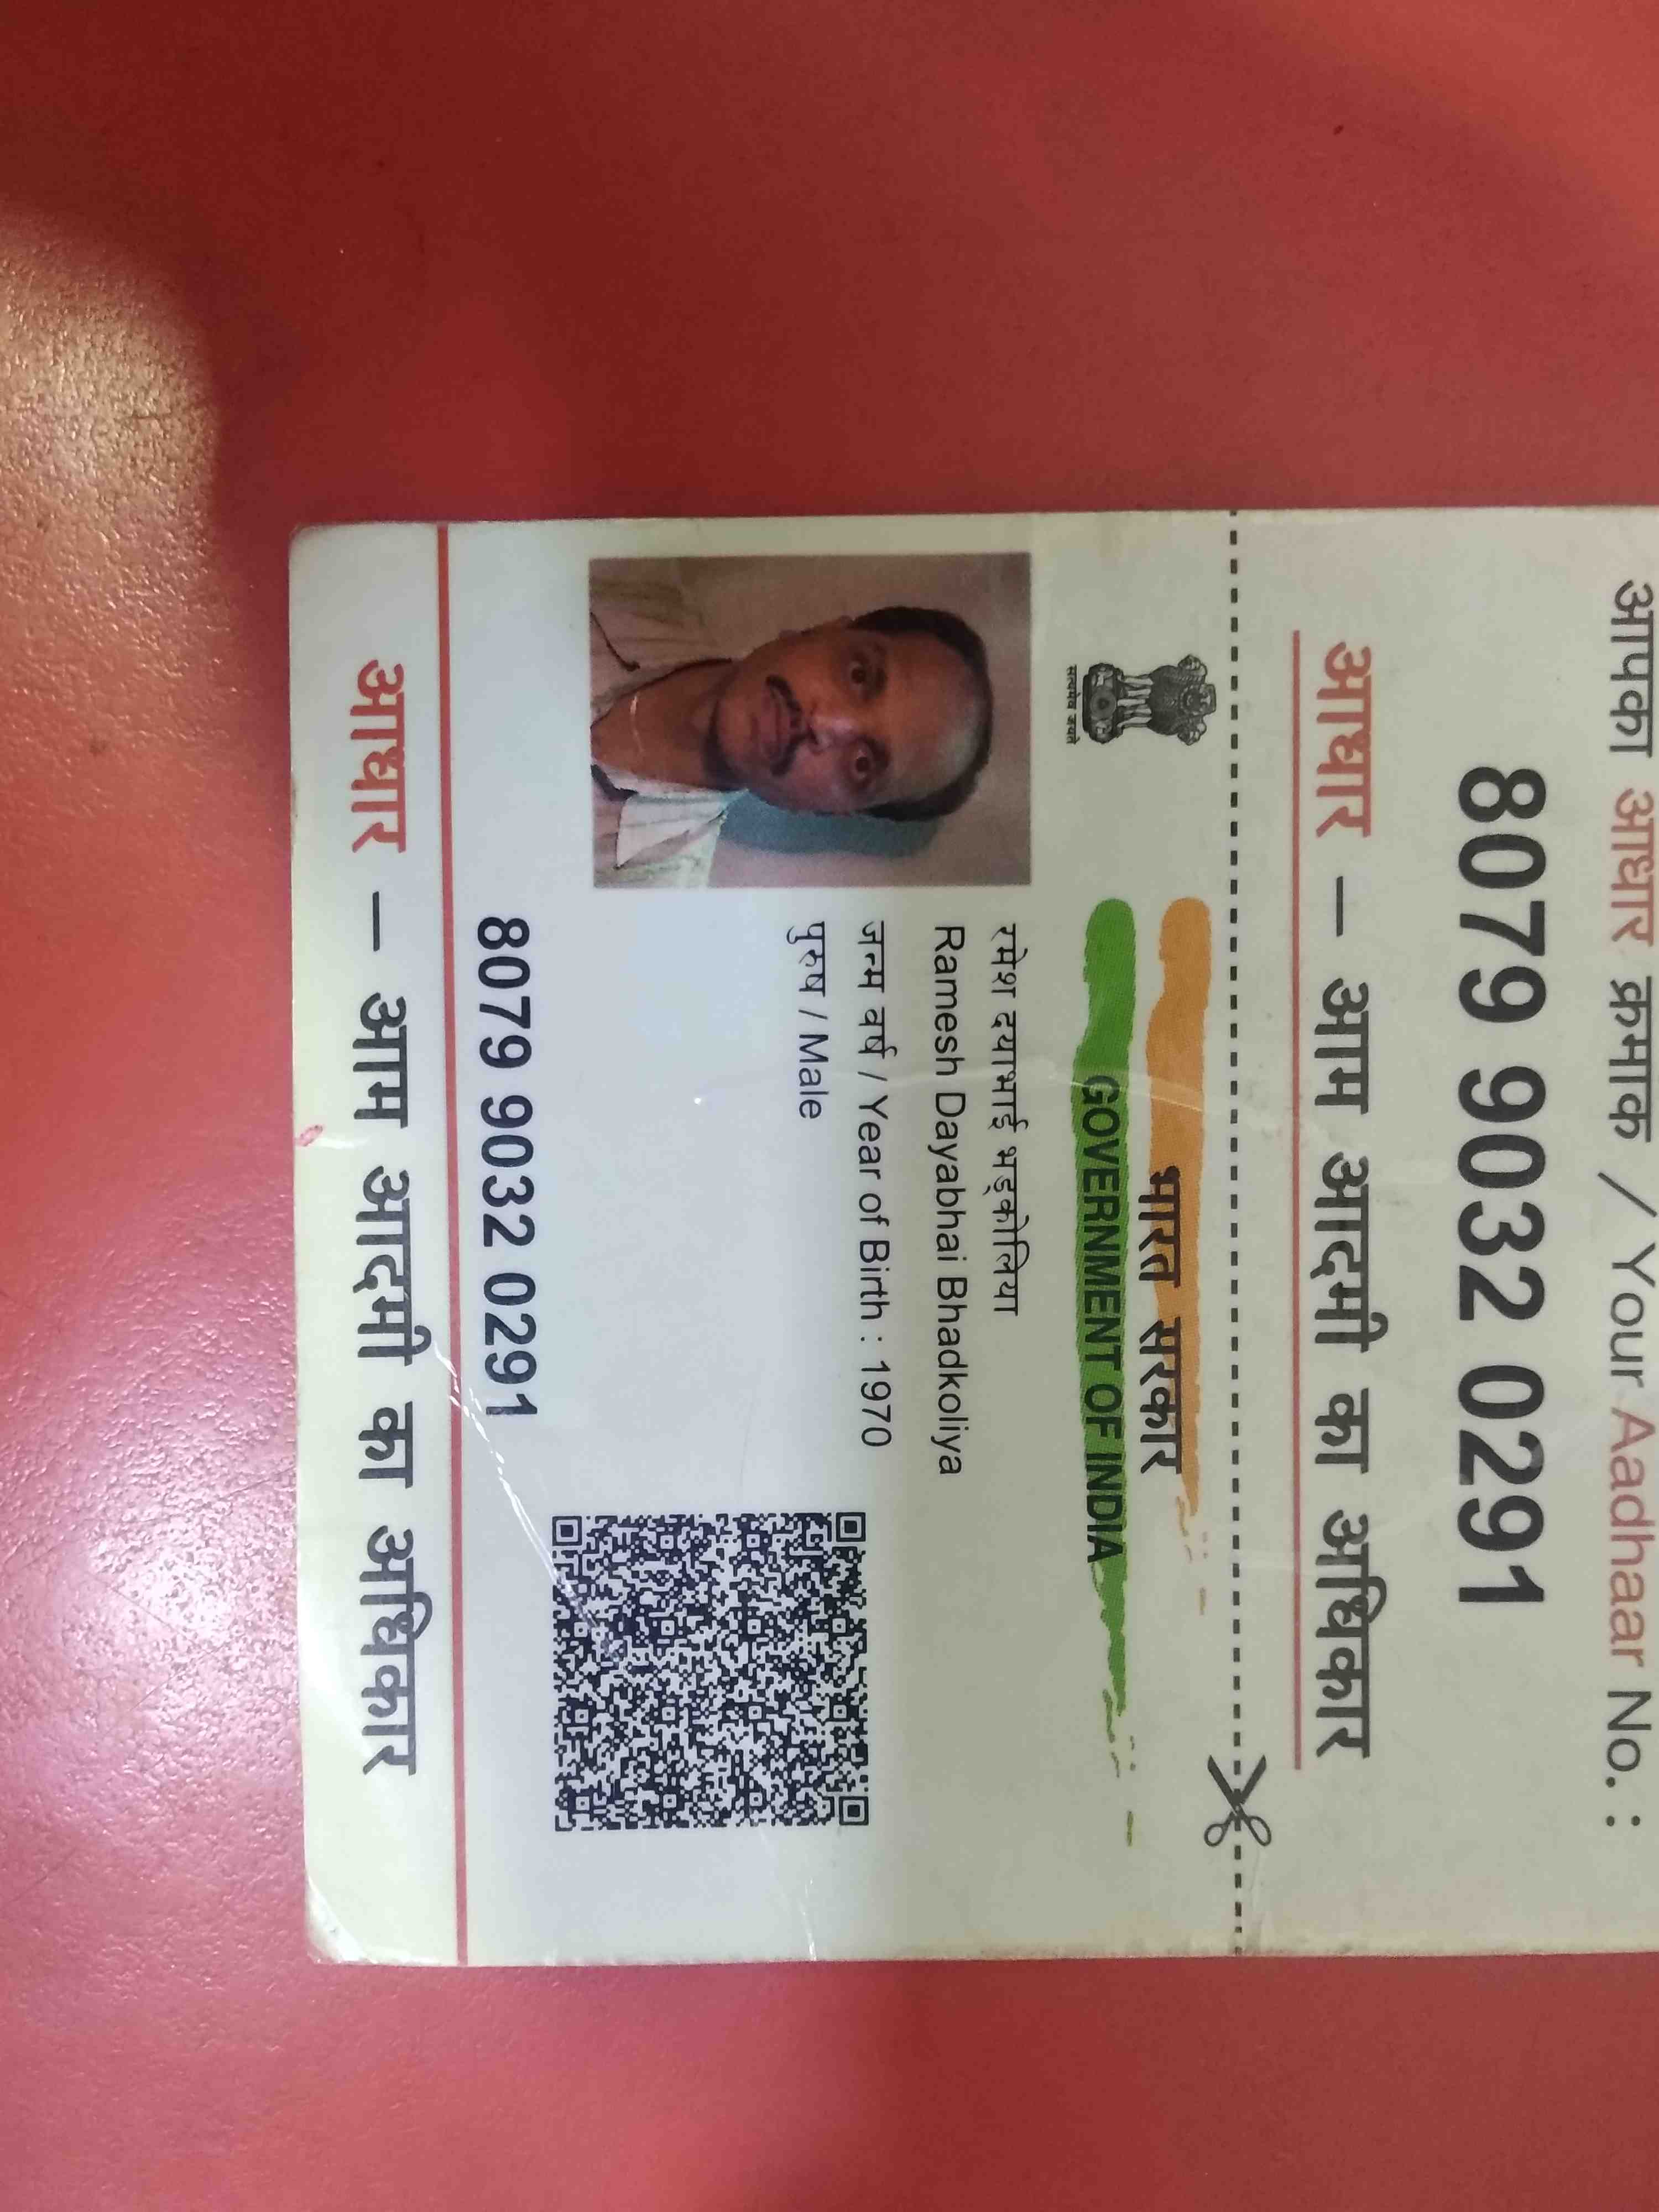 आपका आधार क्रमांक / Your Aadhaar No. :
8079 9032 0291
आधार – आम आदमी का अधिकार
भारत सरकार
GOVERNMENT OF INDIA
सत्यमेव जयते
रमेश दयाभाई भड्कोलिया
Ramesh Dayabhai Bhadkoliya
जन्म वर्ष / Year of Birth : 1970
पुरुष / Male
8079 9032 0291
आधार – आम आदमी का अधिकार